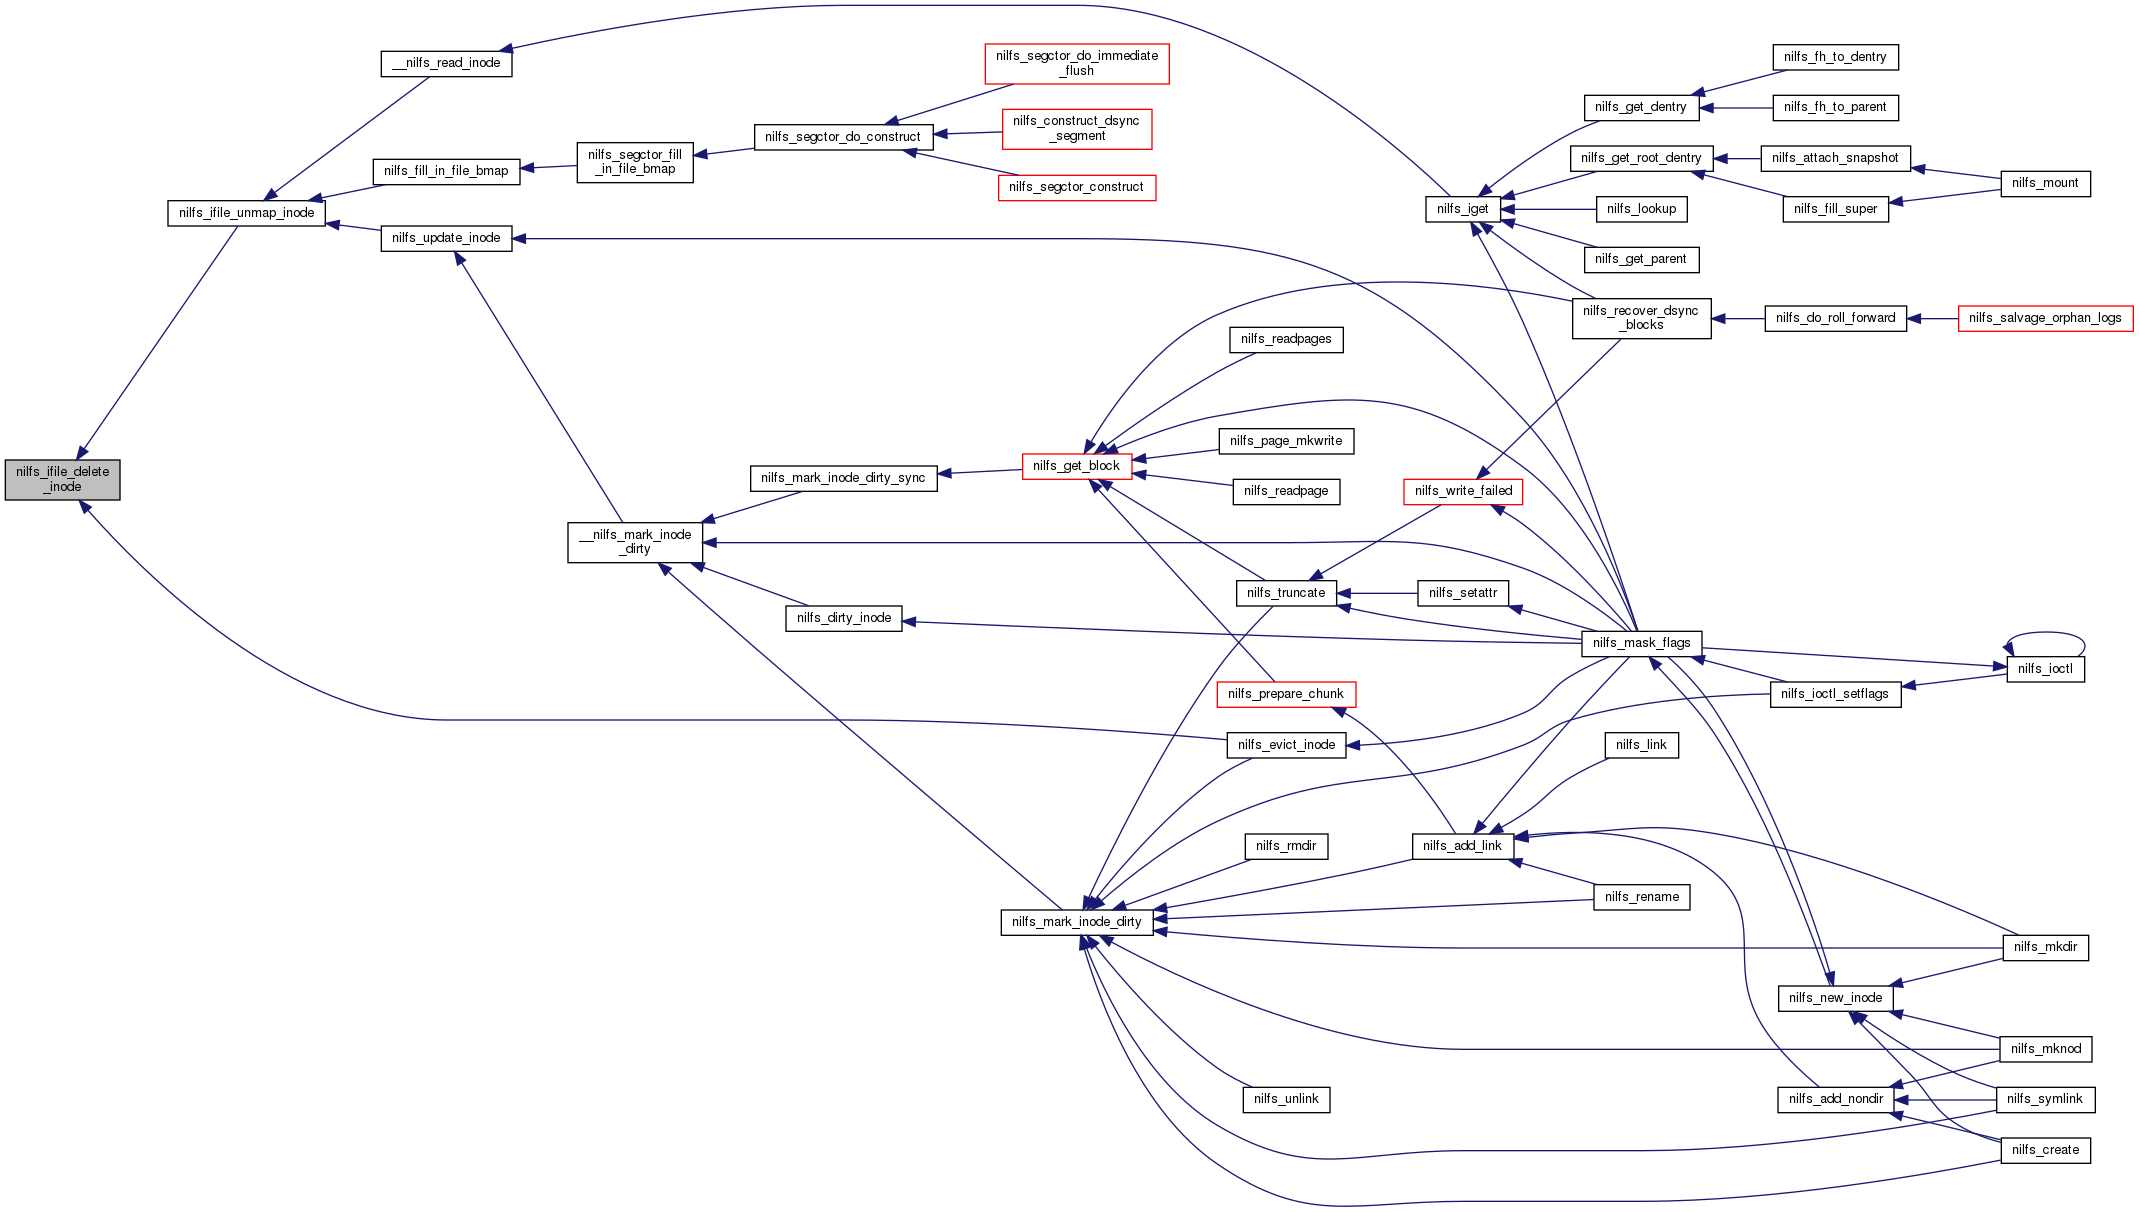 nilfs_ifile_delete
_inode
nilfs_ifile_unmap_inode
__nilfs_read_inode
nilfs_fill_in_file_bmap
nilfs_update_inode
nilfs_segctor_fill
_in_file_bmap
__nilfs_mark_inode
_dirty
nilfs_segctor_do_construct
nilfs_mark_inode_dirty_sync
nilfs_dirty_inode
nilfs_segctor_do_immediate
_flush
nilfs_construct_dsync
_segment
nilfs_segctor_construct
nilfs_get_block
nilfs_mark_inode_dirty
nilfs_readpages
nilfs_page_mkwrite
nilfs_readpage
nilfs_truncate
nilfs_prepare_chunk
nilfs_evict_inode
nilfs_rmdir
nilfs_unlink
nilfs_iget
nilfs_write_failed
nilfs_setattr
nilfs_add_link
nilfs_get_dentry
nilfs_get_root_dentry
nilfs_lookup
nilfs_get_parent
nilfs_recover_dsync
_blocks
nilfs_mask_flags
nilfs_link
nilfs_rename
nilfs_fh_to_dentry
nilfs_fh_to_parent
nilfs_attach_snapshot
nilfs_fill_super
nilfs_do_roll_forward
nilfs_ioctl_setflags
nilfs_new_inode
nilfs_add_nondir
nilfs_mount
nilfs_salvage_orphan_logs
nilfs_ioctl
nilfs_mkdir
nilfs_mknod
nilfs_symlink
nilfs_create